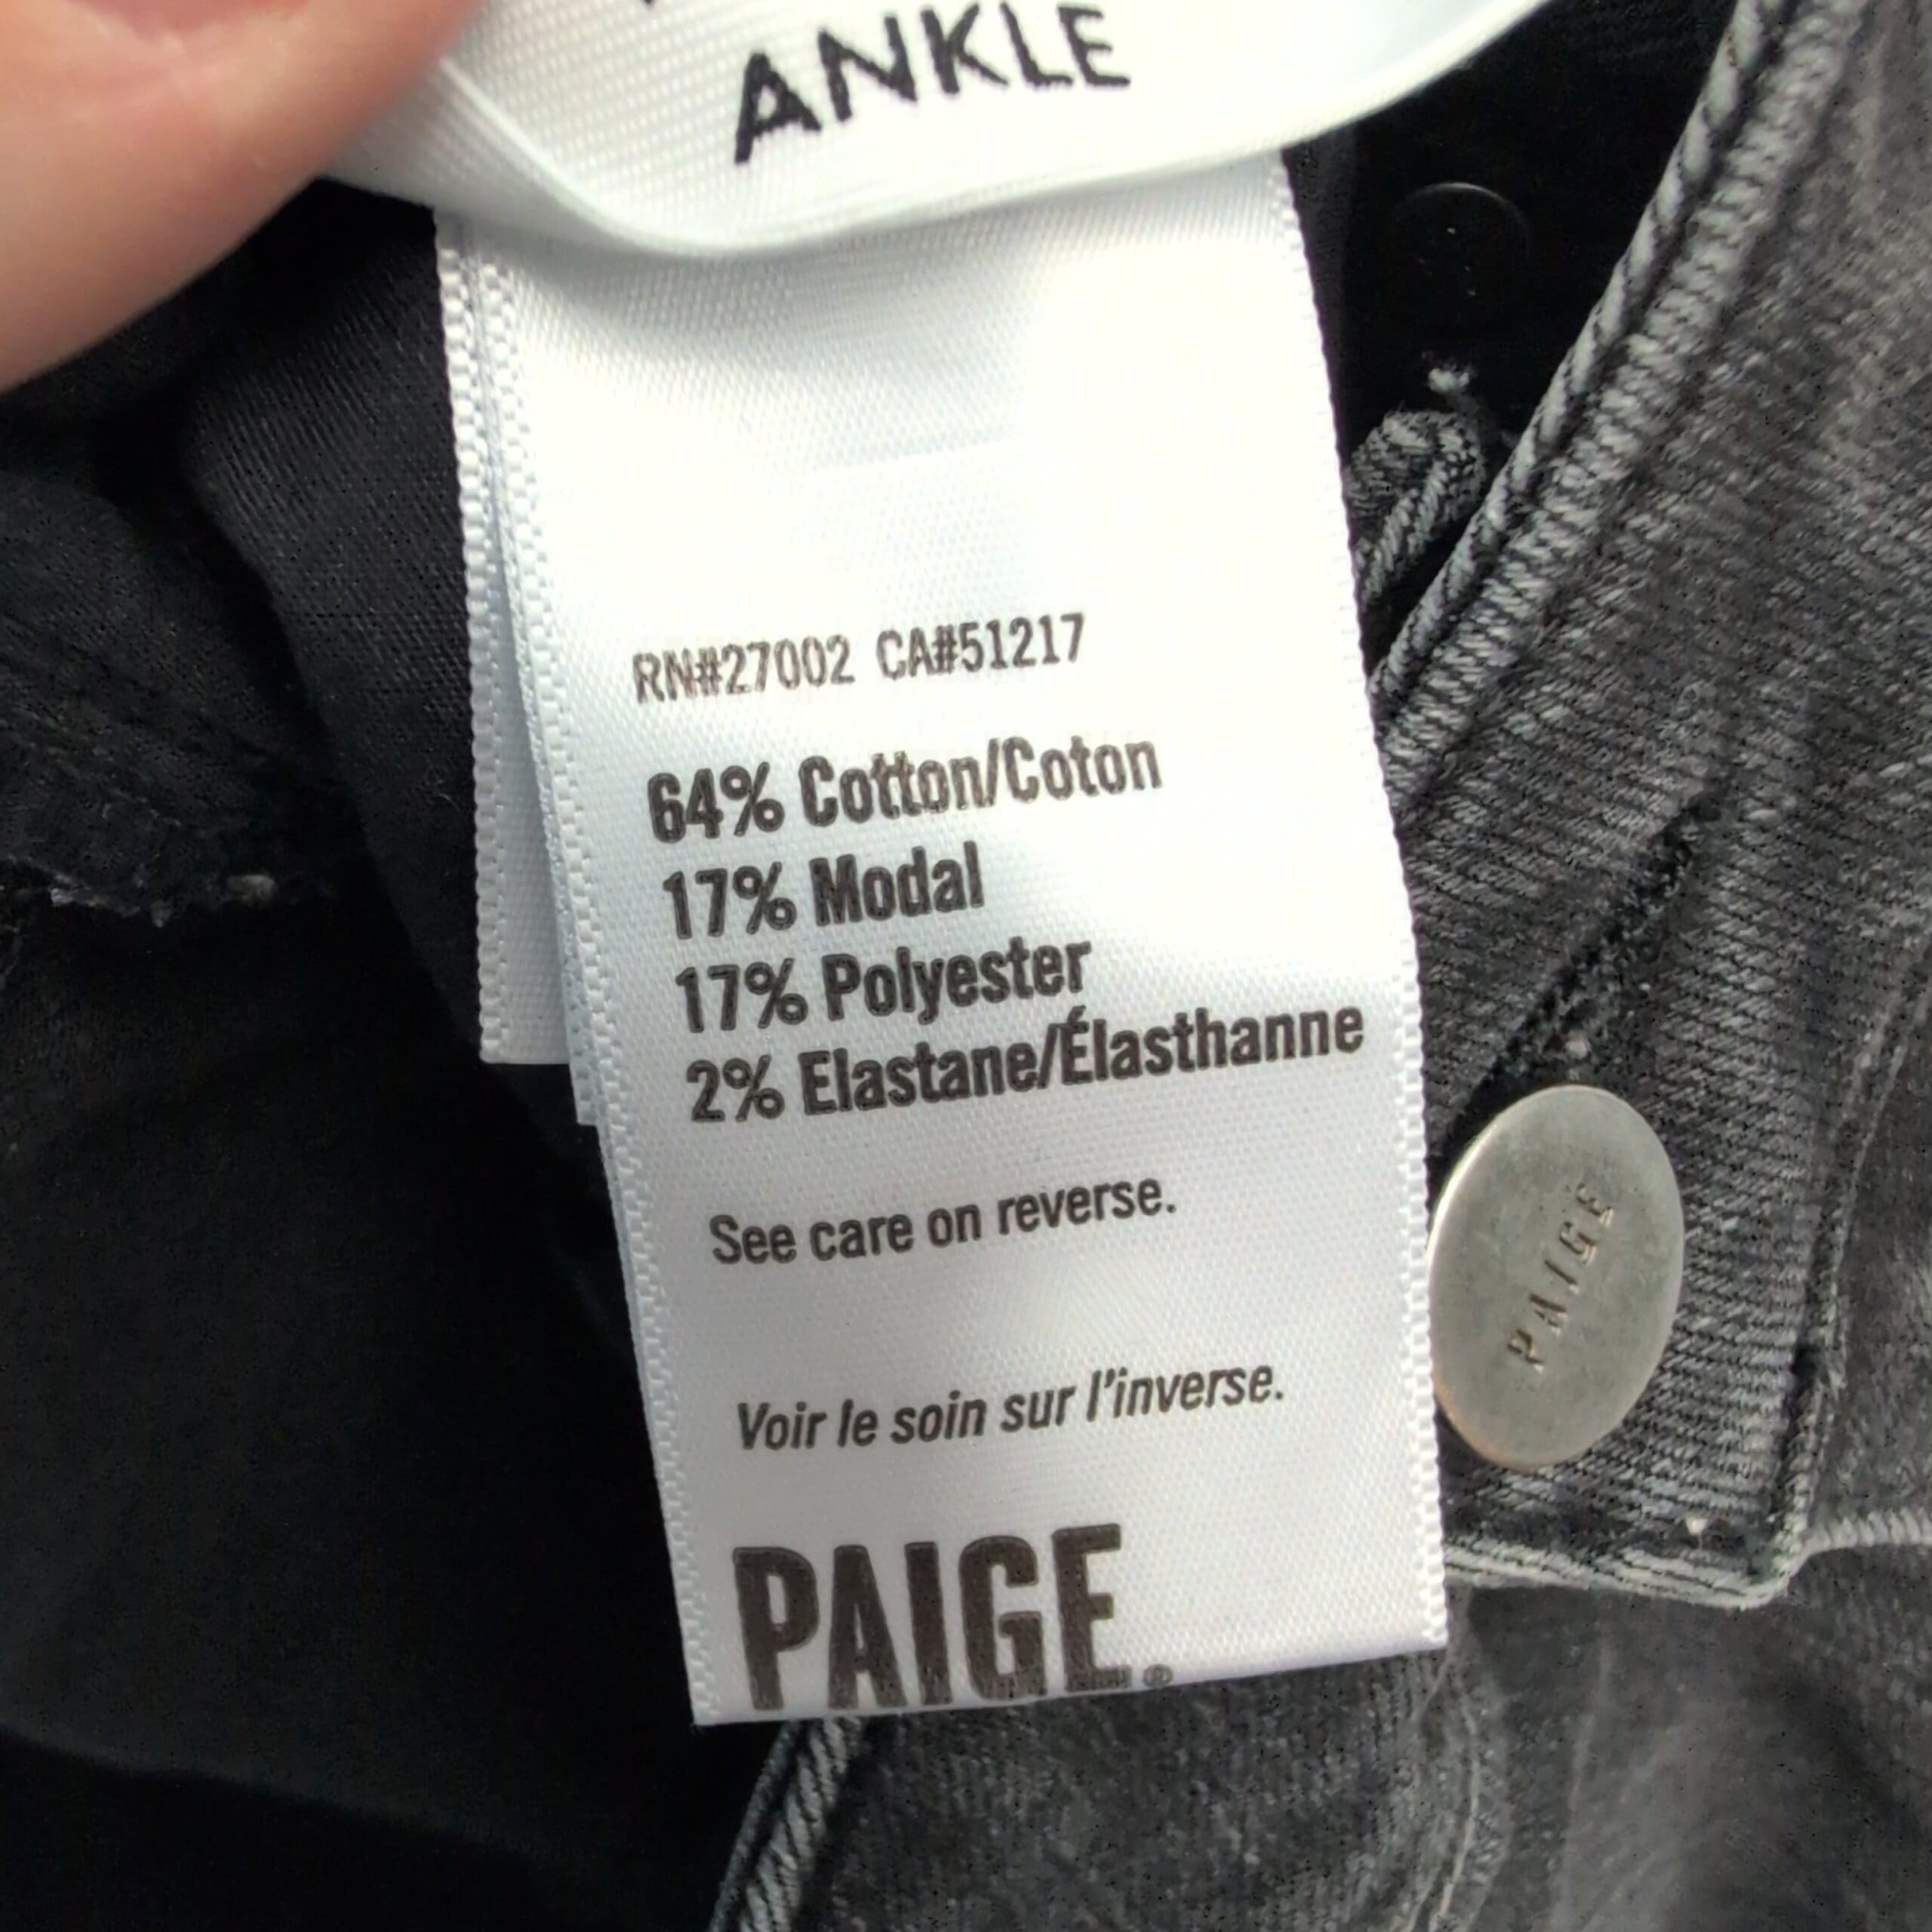 ANKLE
RN#27002 CA#51217
64% Cotton/Coton
17% Modal
17% Polyester
2% Elastane/Élasthanne
See care on reverse.
Voir le soin sur l'inverse.
PAIGE®
PAIGE